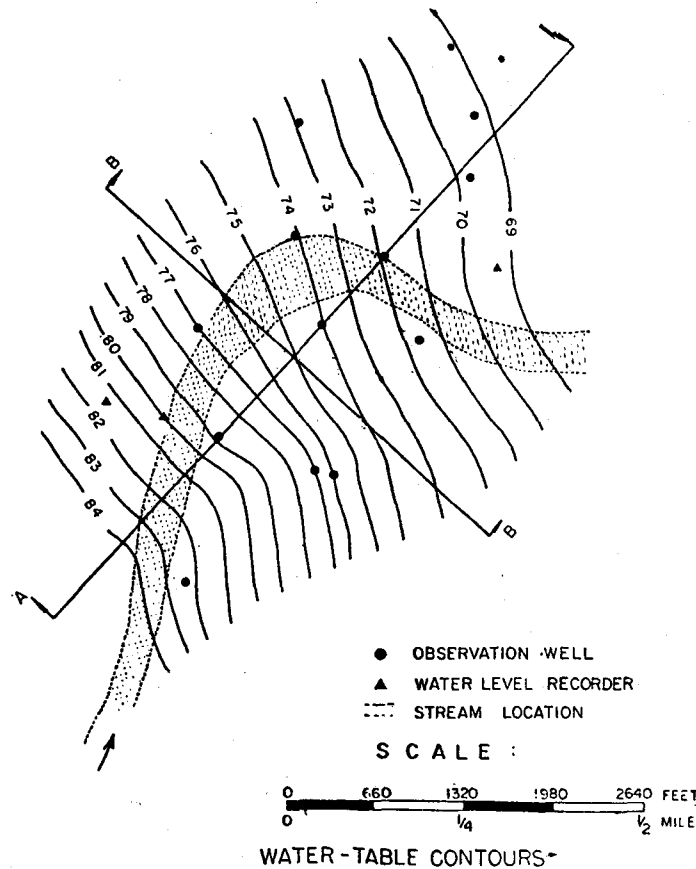 B
74
73
72
71
70
69
75
76
77
78
79
80
81
82
83
84
A
B
OBSERVATION WELL
WATER LEVEL RECORDER
STREAM LOCATION
SCALE :
0 660 1320 1980 2640 FEET
0 1/4 1/2 MILE
WATER-TABLE CONTOURS